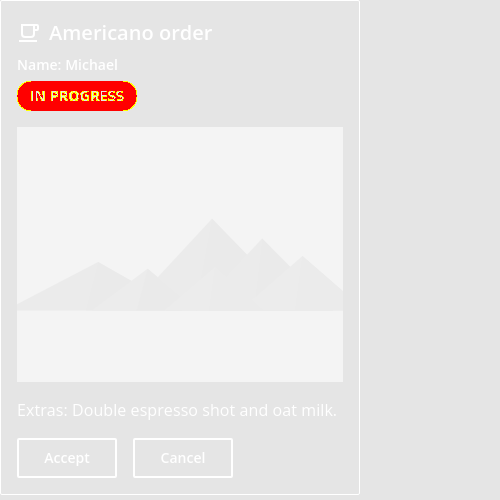 Americano order
Name: Michael
IN PROGRESS
Extras: Double espresso shot and oat milk.
Accept
Cancel